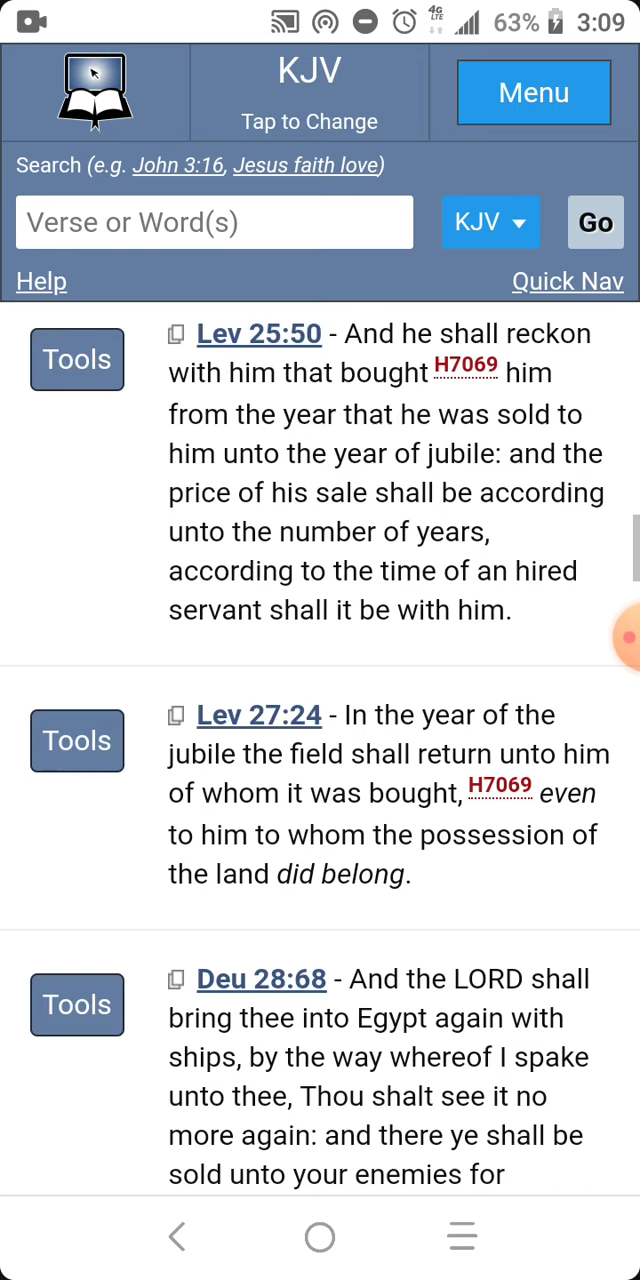 4G LTE 63% 3:09
KJV
Tap to Change
Menu
Search (e.g. John 3:16, Jesus faith love)
Verse or Word(s)
KJV
Go
Help
Quick Nav
Tools
Lev 25:50 - And he shall reckon
with him that bought H7069 him
from the year that he was sold to
him unto the year of jubile: and the
price of his sale shall be according
unto the number of years,
according to the time of an hired
servant shall it be with him.
Tools
Lev 27:24 - In the year of the
jubile the field shall return unto him
of whom it was bought, H7069 even
to him to whom the possession of
the land did belong.
Tools
Deu 28:68 - And the LORD shall
bring thee into Egypt again with
ships, by the way whereof I spake
unto thee, Thou shalt see it no
more again: and there ye shall be
sold unto your enemies for